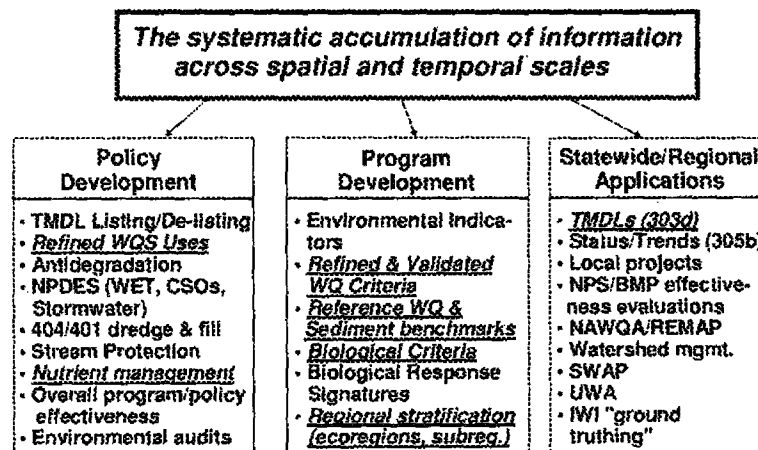 The systematic accumulation of information
across spatial and temporal scales
Policy
Development
• TMDL Listing/De-listing
• Refined WQS Uses
• Antidegradation
• NPDES (WET, CSOs,
Stormwater)
• 404/401 dredge & fill
• Stream Protection
• Nutrient management
• Overall program/policy
effectiveness
• Environmental audits
Program
Development
• Environmental Indica-
tors
• Refined & Validated
WQ Criteria
• Reference WQ &
Sediment benchmarks
• Biological Criteria
• Biological Response
Signatures
• Regional stratification
(ecoregions, subreg.)
Statewide/Regional
Applications
• TMDLs (303d)
• Status/Trends (305b)
• Local projects
• NPS/BMP effective-
ness evaluations
• NAWQA/REMAP
• Watershed mgmt.
• SWAP
• UWA
• IWI "ground
truthing"